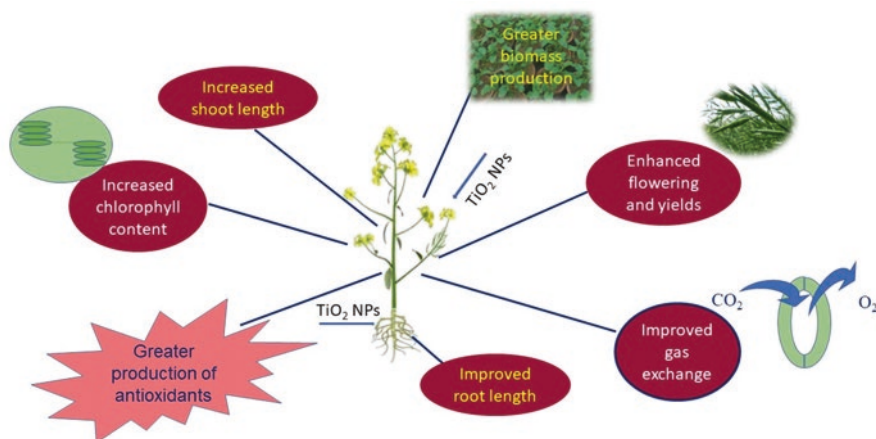 Greater
biomass
production
Increased
shoot length
TiO₂ NPs
Enhanced
flowering
and yields
Increased
chlorophyll
content
CO₂
O₂
TiO₂ NPs
Improved
gas
exchange
Greater
production of
antioxidants
Improved
root length